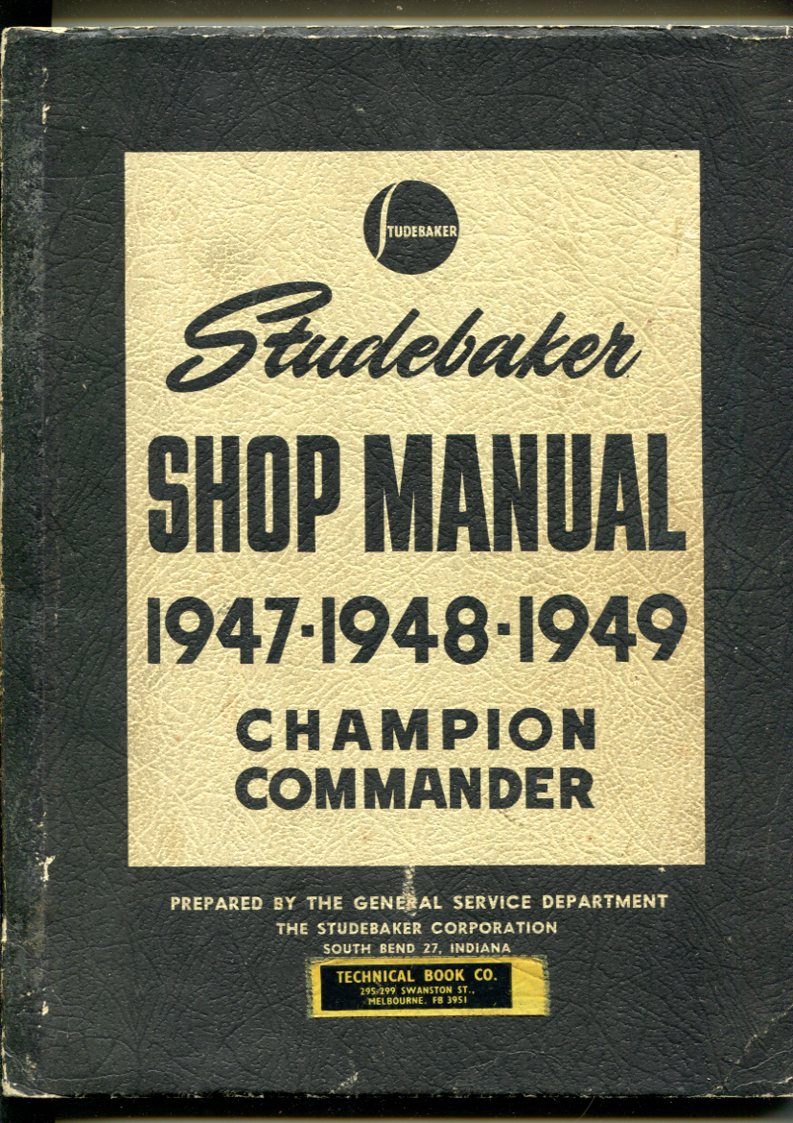 STUDEBAKER
Studebaker
SHOP MANUAL
1947·1948·1949
CHAMPION
COMMANDER
PREPARED BY THE GENERAL SERVICE DEPARTMENT
THE STUDEBAKER CORPORATION
SOUTH BEND 27, INDIANA
TECHNICAL BOOK CO.
295-299 SWANSTON ST.,
MELBOURNE. FB 3951